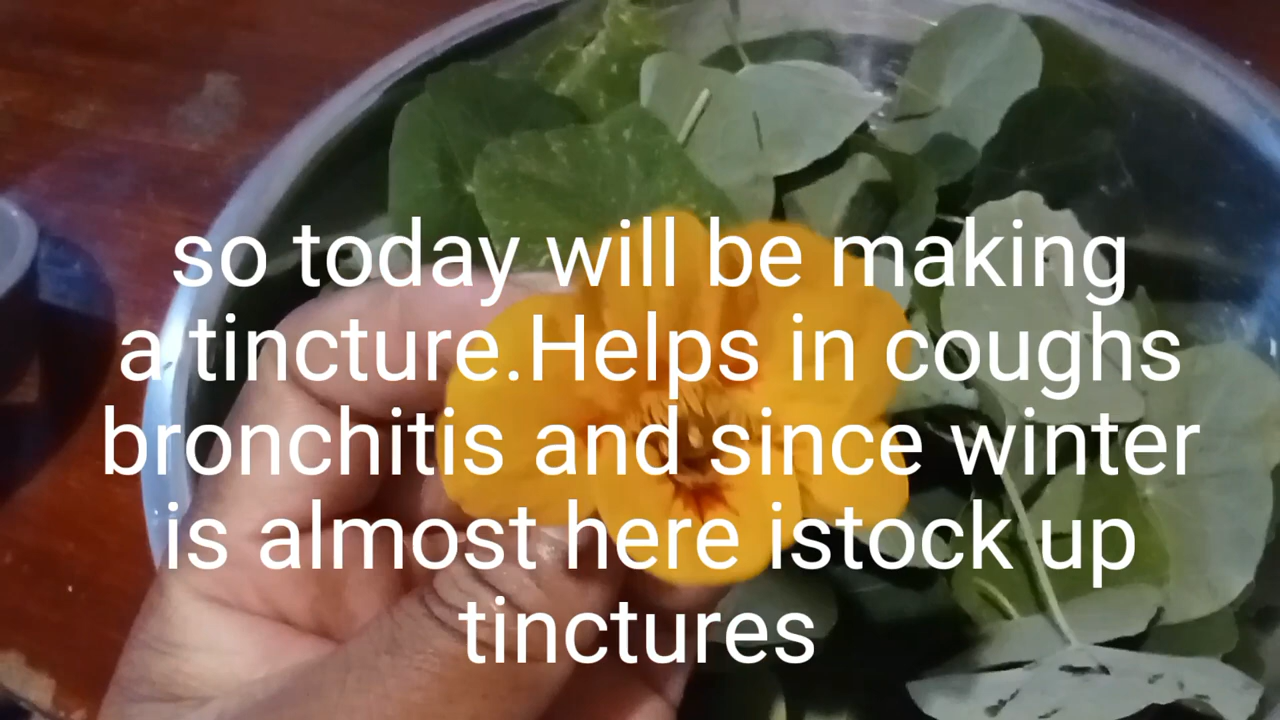 so today will be making
a tincture.Helps in coughs
bronchitis and since winter
is almost here istock up
tinctures